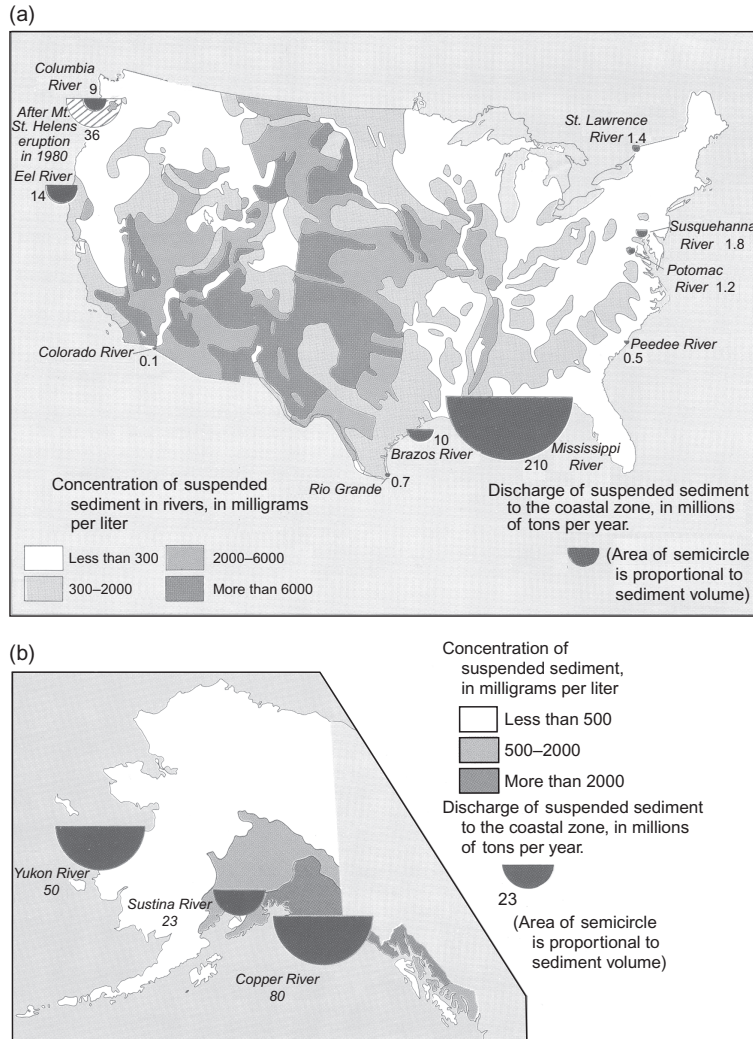 (a)
Columbia
River
9
After Mt.
St. Helens
eruption
in 1980
36
Eel River
14
St. Lawrence
River 1.4
Susquehanna
River 1.8
Potomac
River 1.2
Peedee River
0.5
Colorado River
0.1
10
Brazos River
Mississippi
River
210
Rio Grande
0.7
Concentration of suspended
sediment in rivers, in milligrams
per liter
Less than 300
2000–6000
300–2000
More than 6000
Discharge of suspended sediment
to the coastal zone, in millions
of tons per year.
(Area of semicircle
is proportional to
sediment volume)
(b)
Concentration of
suspended sediment,
in milligrams per liter
Less than 500
500–2000
More than 2000
Discharge of suspended sediment
to the coastal zone, in millions
of tons per year.
23
(Area of semicircle
is proportional to
sediment volume)
Yukon River
50
Sustina River
23
Copper River
80